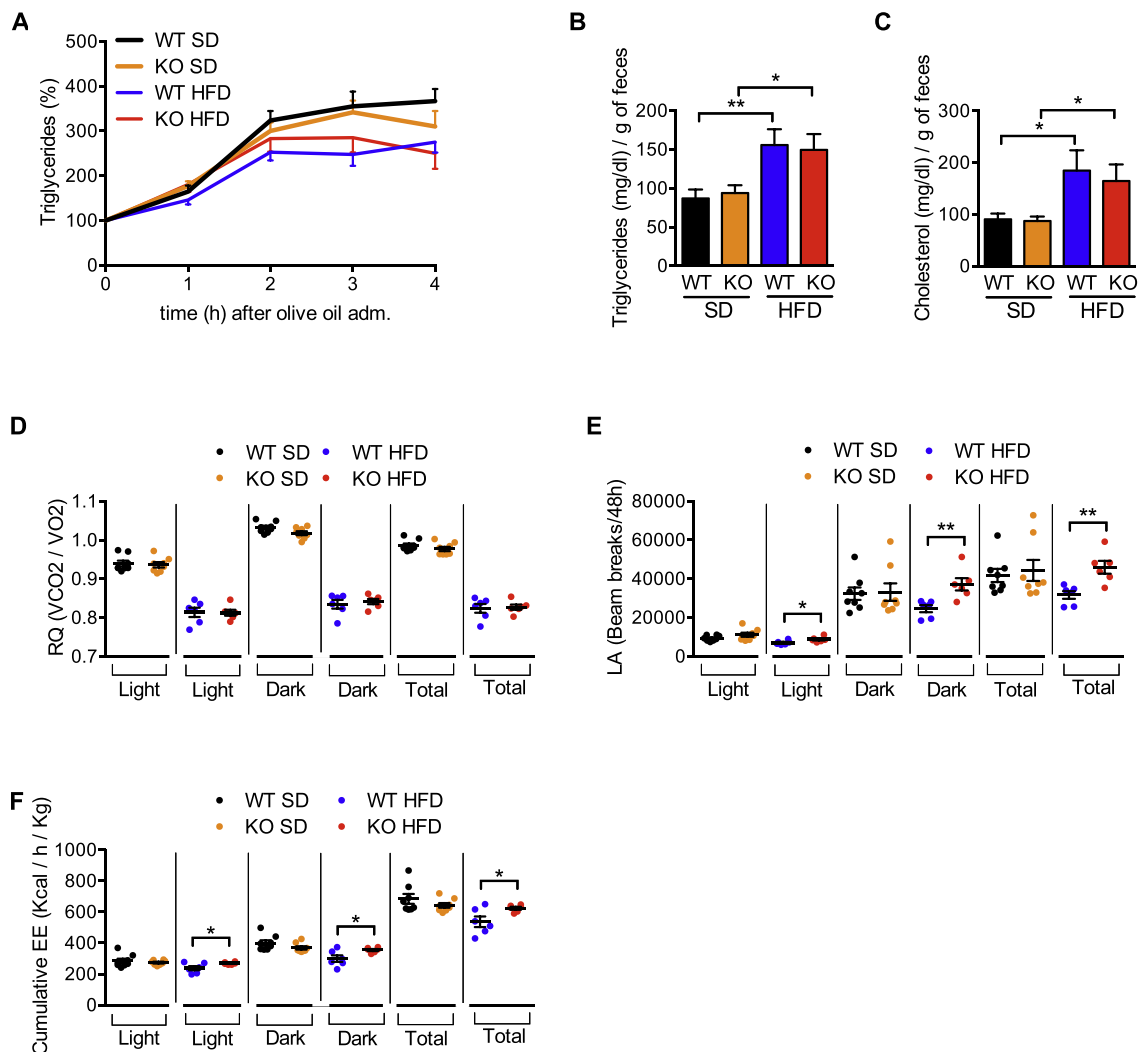 A
WT SD
KO SD
WT HFD
KO HFD
Triglycerides (%)
500
400
300
200
100
0
0 1 2 3 4
time (h) after olive oil adm.
B
Triglycerides (mg/dl) / g of feces
200
150
100
50
0
**
*
WT KO WT KO
SD HFD
C
Cholesterol (mg/dl) / g of feces
300
200
100
0
*
*
WT KO WT KO
SD HFD
D
WT SD WT HFD
KO SD KO HFD
RQ (VCO2 / VO2)
1.1
1.0
0.9
0.8
0.7
Light Light Dark Dark Total Total
E
WT SD WT HFD
KO SD KO HFD
LA (Beam breaks/48h)
80000
60000
40000
20000
0
*
**
**
Light Light Dark Dark Total Total
F
WT SD WT HFD
KO SD KO HFD
Cumulative EE (Kcal / h / Kg)
1000
800
600
400
200
0
*
*
*
Light Light Dark Dark Total Total